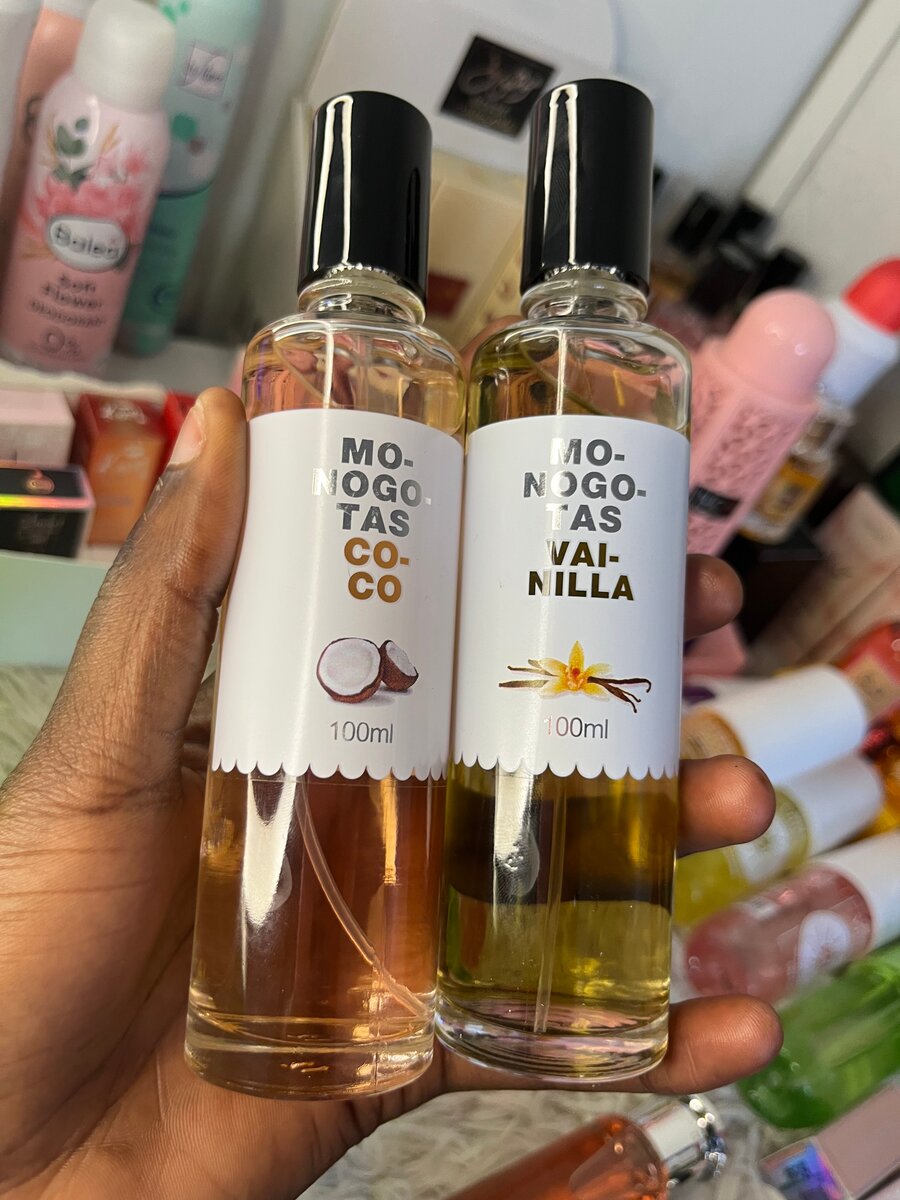 MO-
NOGO-
TAS
CO-
CO
100ml
MO-
NOGO-
TAS
VAI-
NILLA
100ml
Balea